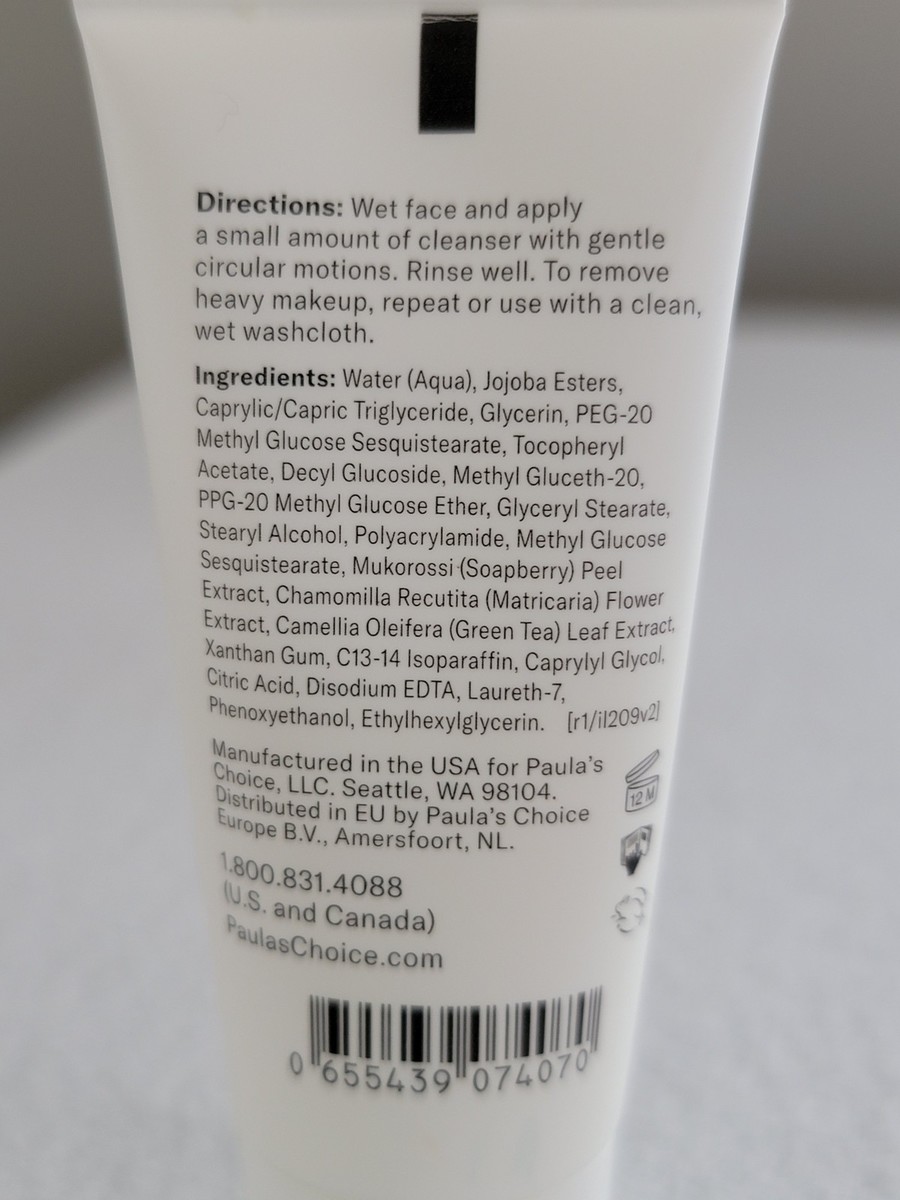 Directions: Wet face and apply
a small amount of cleanser with gentle
circular motions. Rinse well. To remove
heavy makeup, repeat or use with a clean,
wet washcloth.
Ingredients: Water (Aqua), Jojoba Esters,
Caprylic/Capric Triglyceride, Glycerin, PEG-20
Methyl Glucose Sesquistearate, Tocopheryl
Acetate, Decyl Glucoside, Methyl Gluceth-20,
PPG-20 Methyl Glucose Ether, Glyceryl Stearate,
Stearyl Alcohol, Polyacrylamide, Methyl Glucose
Sesquistearate, Mukorossi (Soapberry) Peel
Extract, Chamomilla Recutita (Matricaria) Flower
Extract, Camellia Oleifera (Green Tea) Leaf Extract,
Xanthan Gum, C13-14 Isoparaffin, Caprylyl Glycol,
Citric Acid, Disodium EDTA, Laureth-7,
Phenoxyethanol, Ethylhexylglycerin. [r1/il209v2]
Manufactured in the USA for Paula's
Choice, LLC. Seattle, WA 98104.
Distributed in EU by Paula's Choice
Europe B.V., Amersfoort, NL.
12 M
1.800.831.4088
(U.S. and Canada)
PaulasChoice.com
0 655439 074070